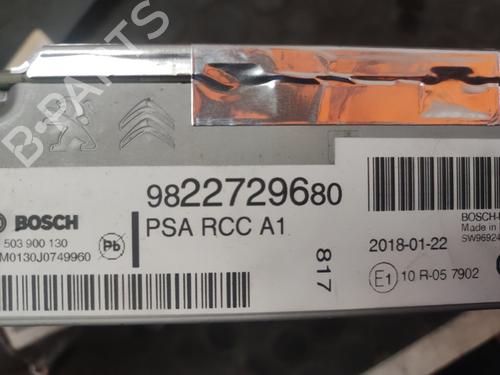 B-PARTS
9822729680
BOSCH
PSA RCC A1
503 900 130
M0130J0749960
Pb
817
2018-01-22
E1 10 R-05 7902
BOSCH
Made in
SW9692